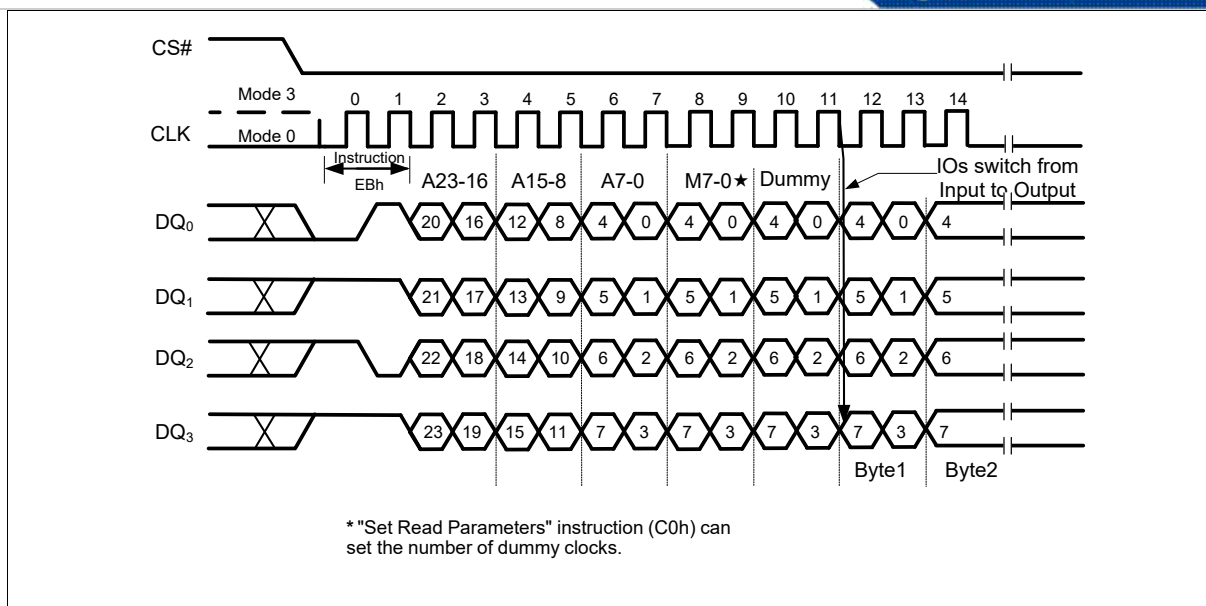 CS#
Mode 3
0 1 2 3 4 5 6 7 8 9 10 11 12 13 14
CLK
Mode 0
Instruction
EBh
A23-16 A15-8 A7-0 M7-0★ Dummy
IOs switch from
Input to Output
DQ0 20 16 12 8 4 0 4 0 4 0 4 0 4
DQ1 21 17 13 9 5 1 5 1 5 1 5 1 5
DQ2 22 18 14 10 6 2 6 2 6 2 6 2 6
DQ3 23 19 15 11 7 3 7 3 7 3 7 3 7
Byte1 Byte2
* "Set Read Parameters" instruction (C0h) can
set the number of dummy clocks.